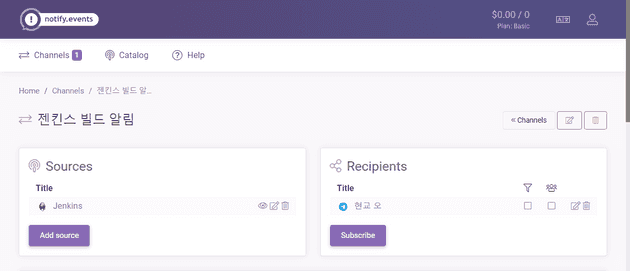 notify.events
$0.00 / 0
Plan: Basic
Channels 1
Catalog
Help
Home / Channels / 젠킨스 빌드 알...
젠킨스 빌드 알림
« Channels
Sources
Title
Jenkins
Add source
Recipients
Title
현교 오
Subscribe